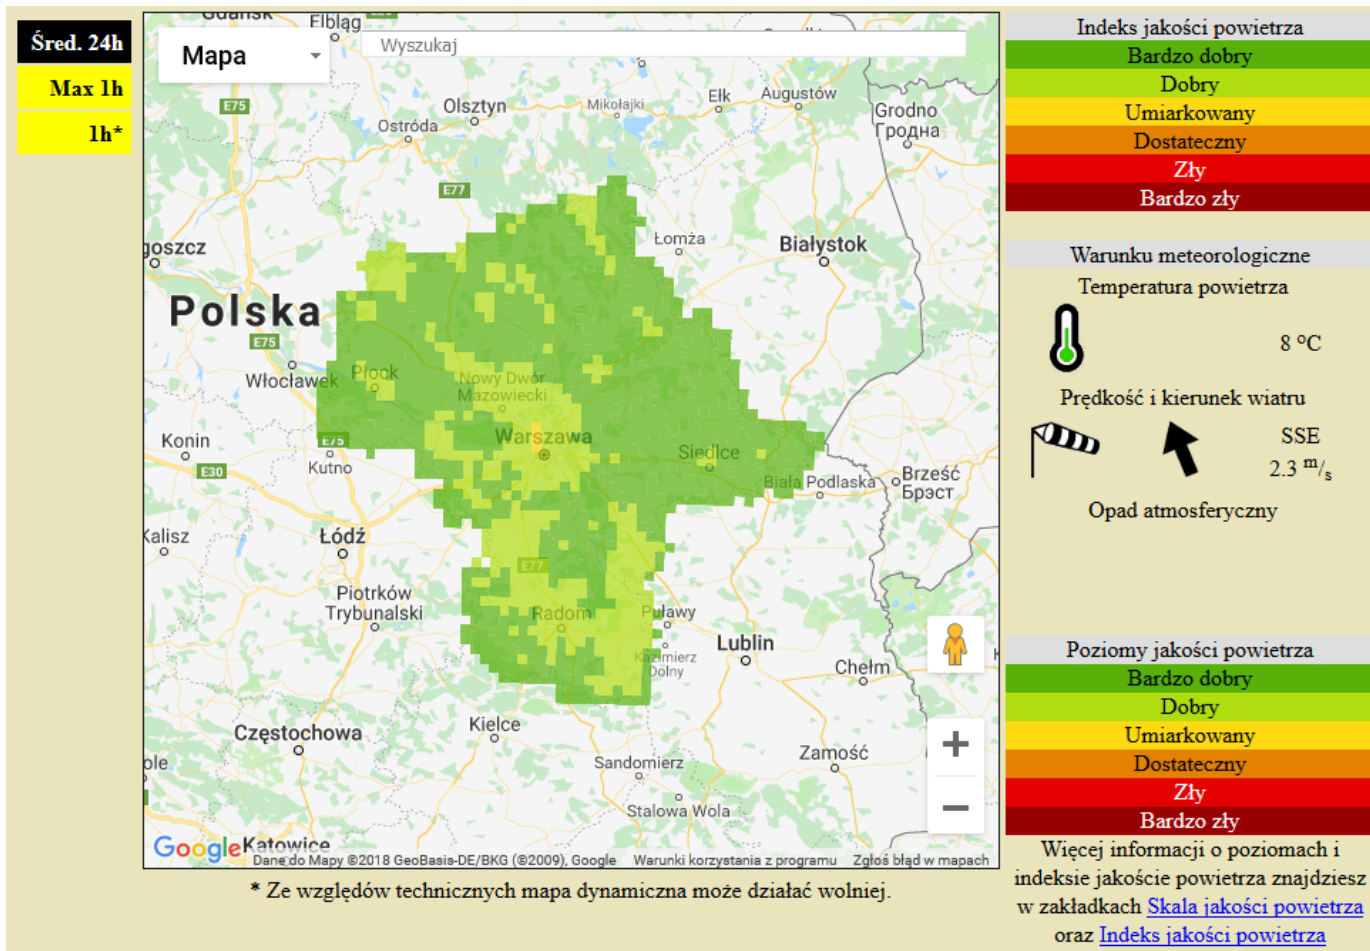 Śred. 24h
Max 1h
1h*
Mapa
Wyszukaj
Gdańsk
Elbląg
E75
Olsztyn
Ostróda
Mikołajki
Ełk
Augustów
Grodno
Гродна
E77
Łomża
Białystok
goszcz
Polska
E75
Włocławek
Płock
Nowy Dwór
Mazowiecki
Warszawa
Siedlce
Biała Podlaska
Brześć
Брэст
Konin
E75
Kutno
E30
Kalisz
Łódź
E77
Piotrków
Trybunalski
Radom
Puławy
Kazimierz
Dolny
Lublin
Chełm
Kielce
Częstochowa
Sandomierz
Zamość
Stalowa Wola
ole
Katowice
Google
Dane do Mapy ©2018 GeoBasis-DE/BKG (©2009), Google
Warunki korzystania z programu
Zgłoś błąd w mapach
* Ze względów technicznych mapa dynamiczna może działać wolniej.
Indeks jakości powietrza
Bardzo dobry
Dobry
Umiarkowany
Dostateczny
Zły
Bardzo zły
Warunku meteorologiczne
Temperatura powietrza
8 °C
Prędkość i kierunek wiatru
SSE
2.3 m/s
Opad atmosferyczny
Poziomy jakości powietrza
Bardzo dobry
Dobry
Umiarkowany
Dostateczny
Zły
Bardzo zły
Więcej informacji o poziomach i
indeksie jakoście powietrza znajdziesz
w zakładkach Skala jakości powietrza
oraz Indeks jakości powietrza